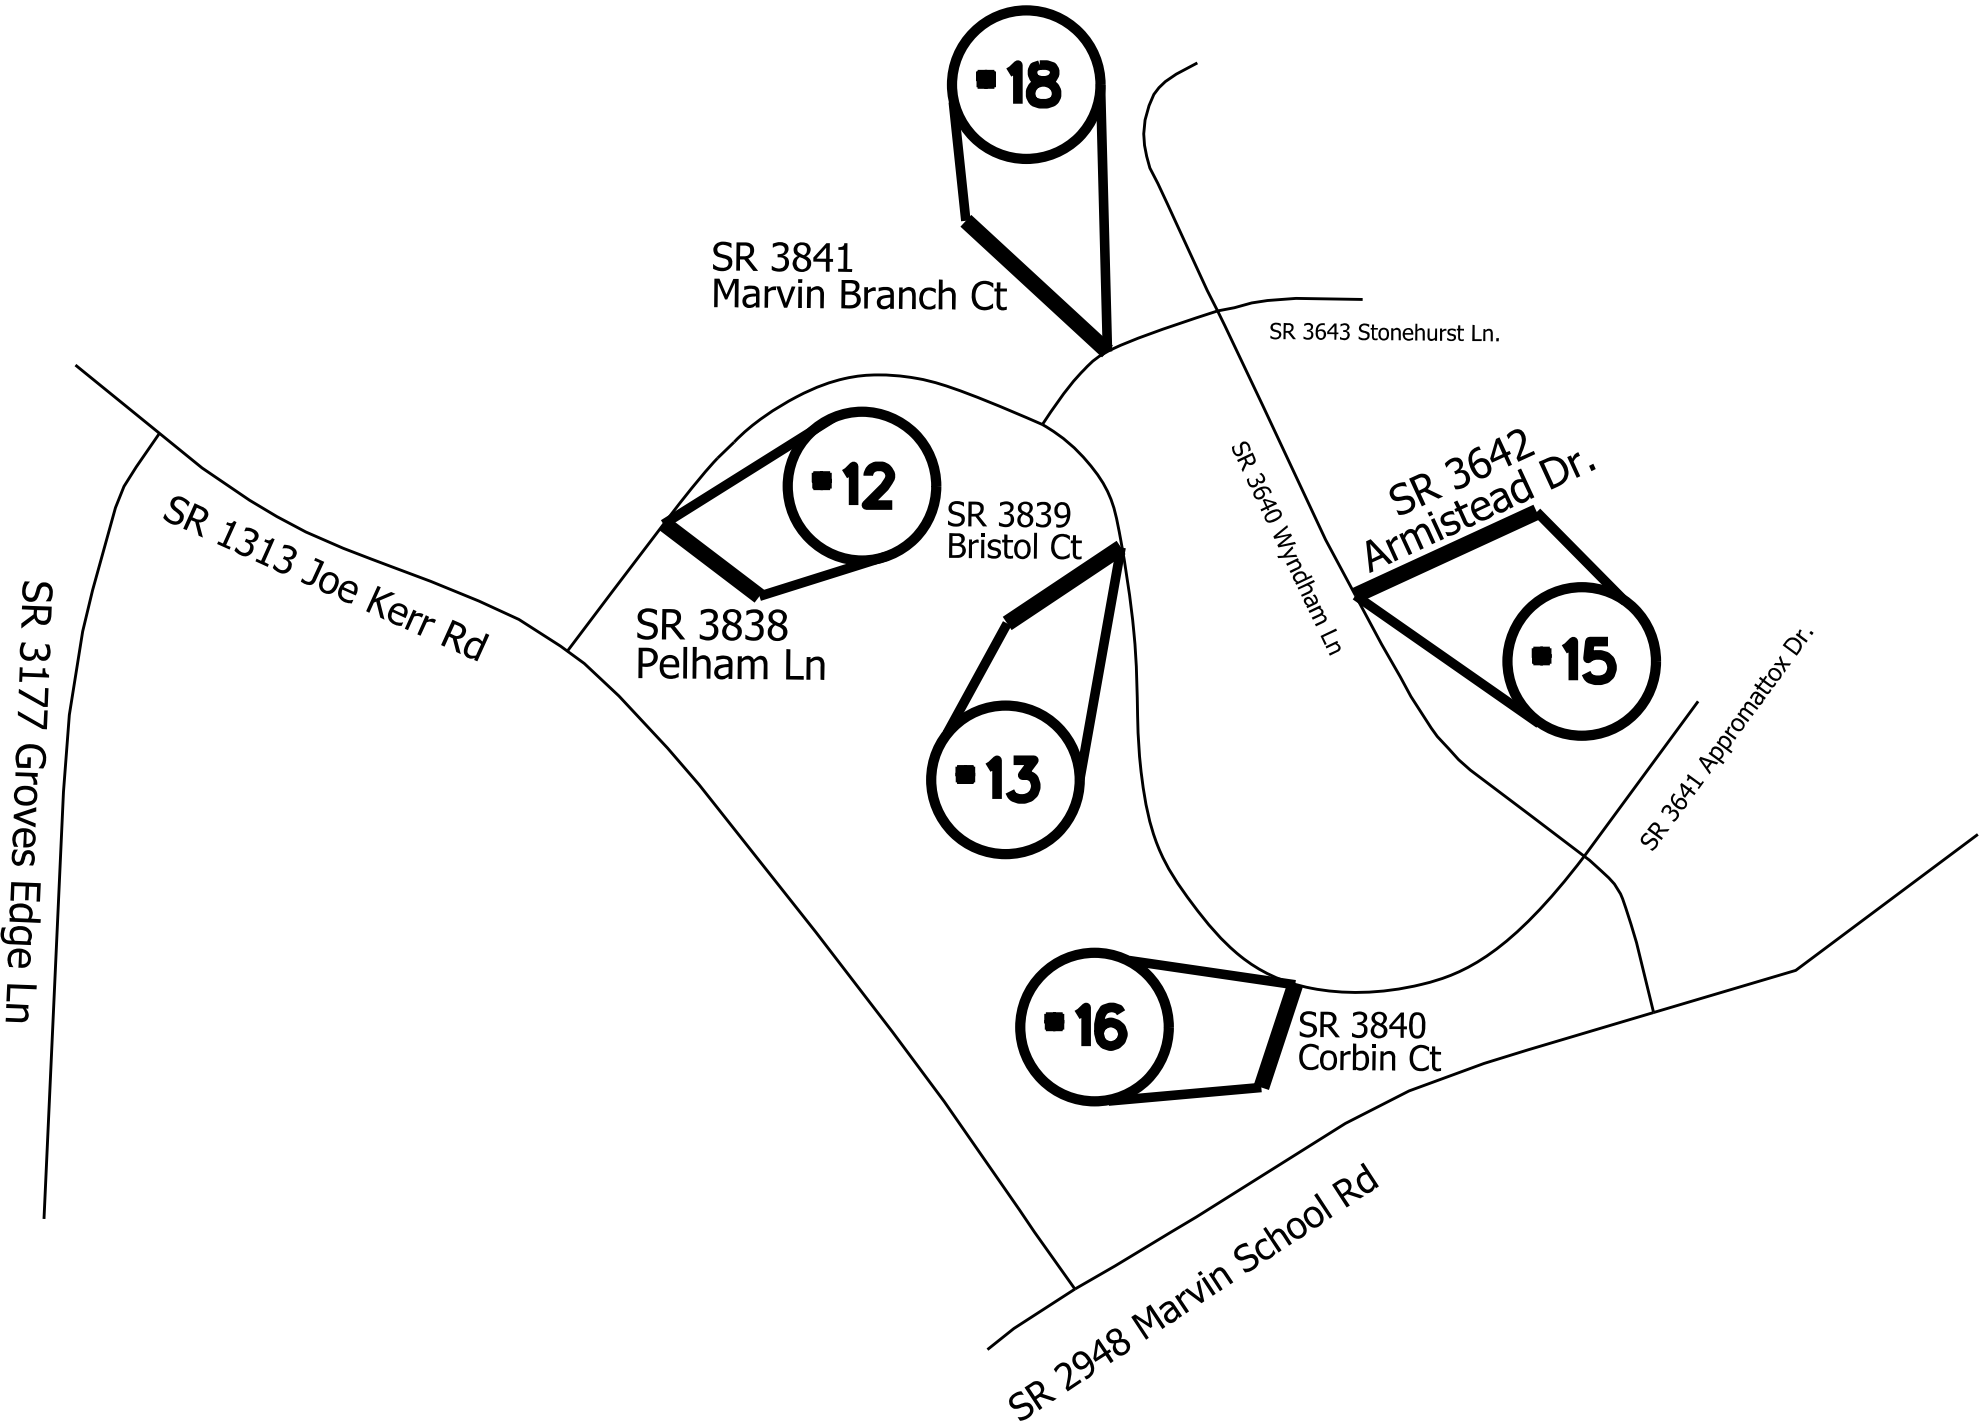 ▪18
SR 3841
Marvin Branch Ct
SR 3643 Stonehurst Ln.
▪12
SR 3839
Bristol Ct
SR 3640 Wyndham Ln
SR 3642
Armistead Dr.
SR 1313 Joe Kerr Rd
SR 3838
Pelham Ln
▪15
SR 3177 Groves Edge Ln
▪13
SR 3641 Appromattox Dr.
▪16
SR 3840
Corbin Ct
SR 2948 Marvin School Rd